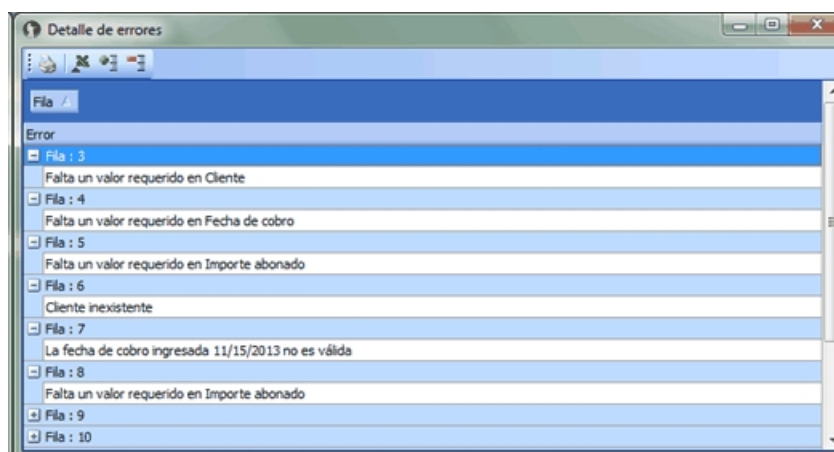 Detalle de errores
Fila
Error
Fila : 3
Falta un valor requerido en Cliente
Fila : 4
Falta un valor requerido en Fecha de cobro
Fila : 5
Falta un valor requerido en Importe abonado
Fila : 6
Cliente inexistente
Fila : 7
La fecha de cobro ingresada 11/15/2013 no es válida
Fila : 8
Falta un valor requerido en Importe abonado
Fila : 9
Fila : 10